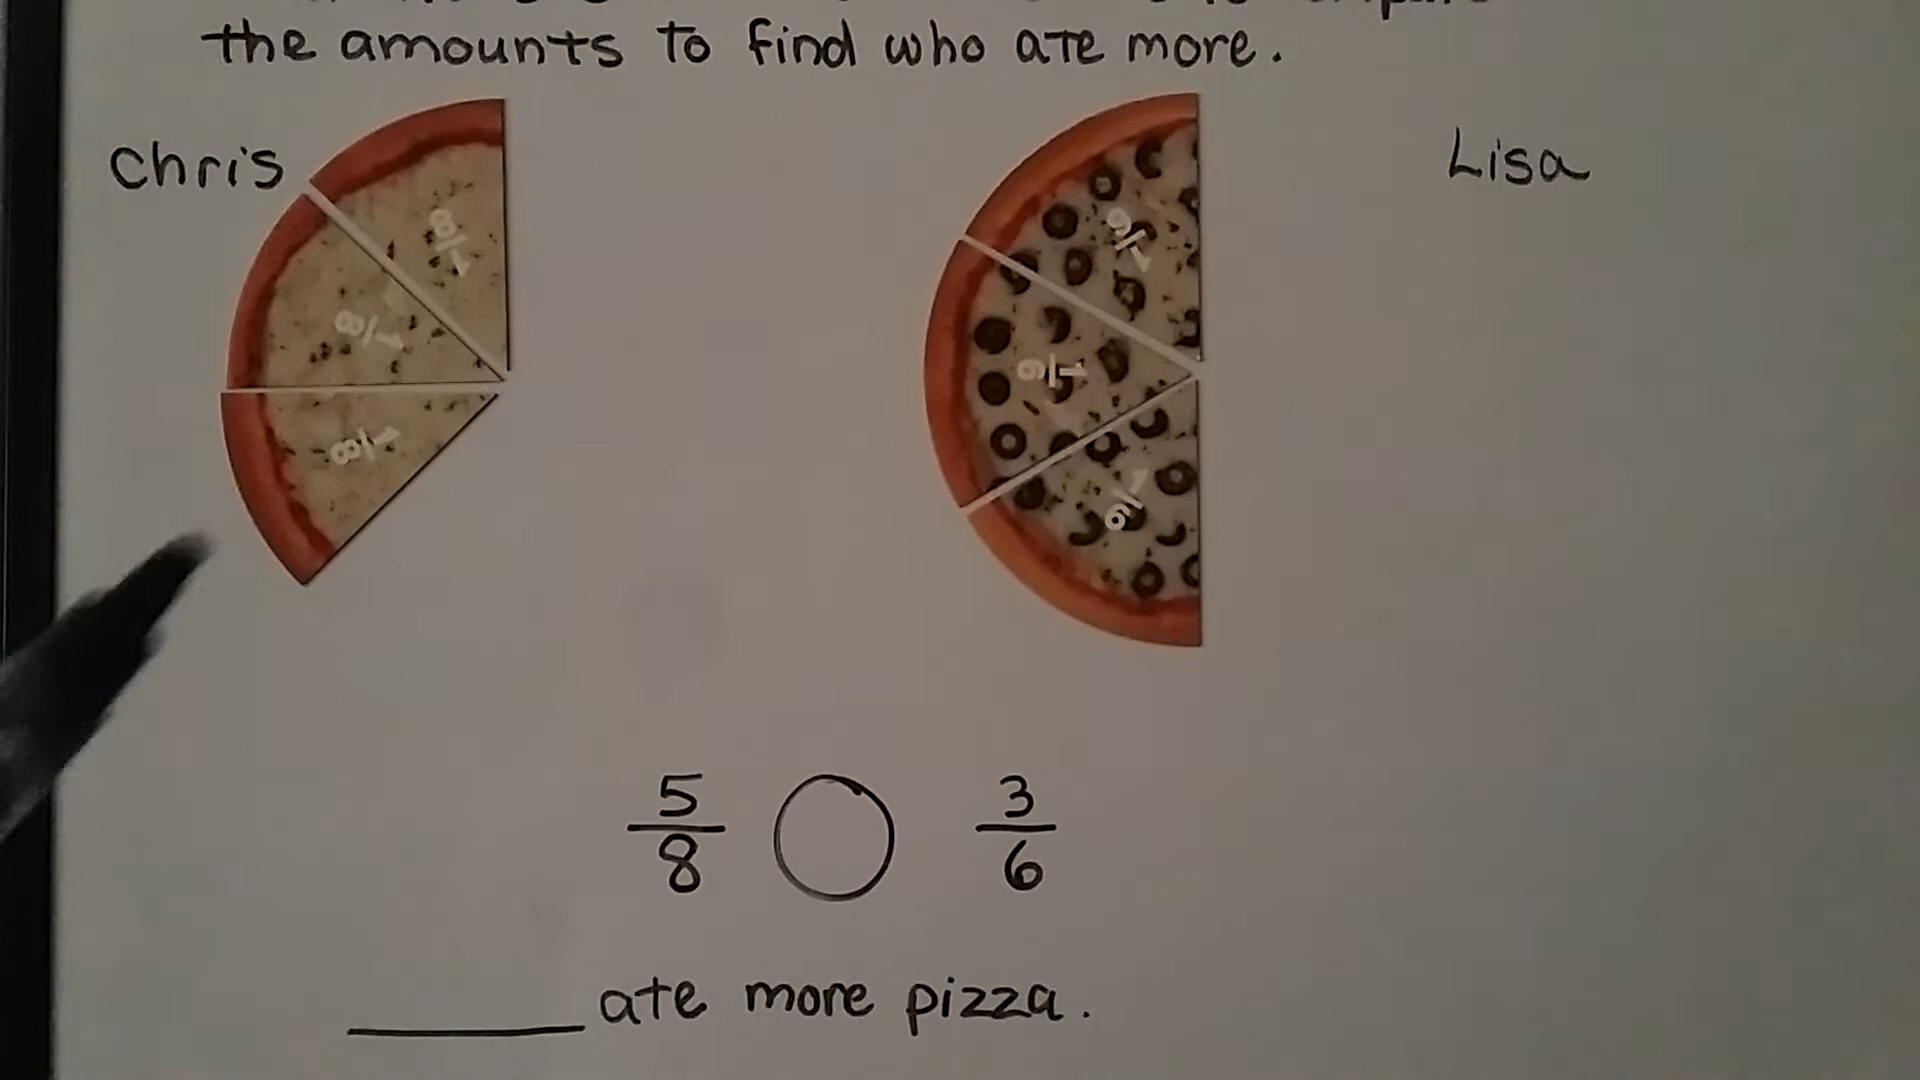 the amounts to find who ate more.
Chris
Lisa
1/8
1/8
1/8
1/6
1/6
1/6
5/8 3/6
ate more pizza.